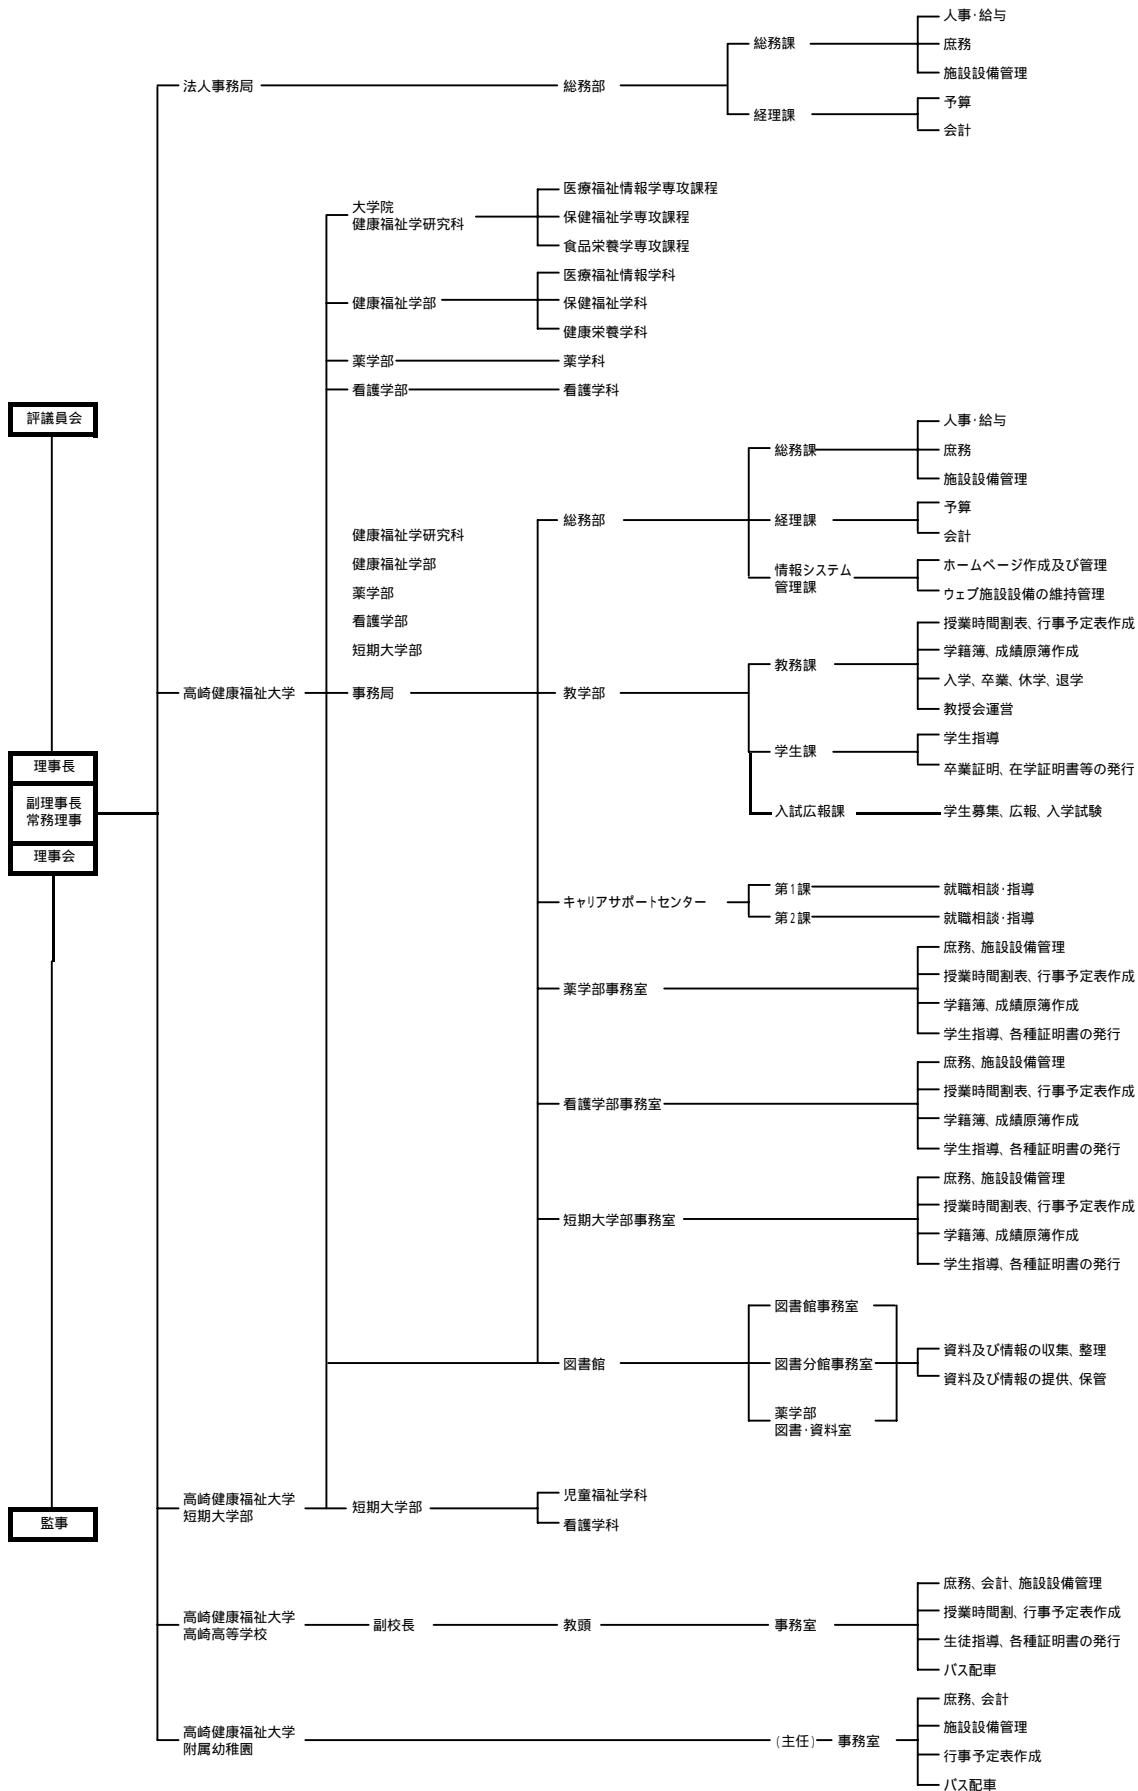 人事・給与
総務課
庶務
施設設備管理
法人事務局
総務部
予算
経理課
会計
医療福祉情報学専攻課程
大学院
健康福祉学研究科
保健福祉学専攻課程
食品栄養学専攻課程
医療福祉情報学科
健康福祉学部
保健福祉学科
健康栄養学科
薬学部
薬学科
看護学部
看護学科
評議員会
人事・給与
総務課
庶務
施設設備管理
予算
総務部
経理課
会計
健康福祉学研究科
健康福祉学部
薬学部
看護学部
短期大学部
情報システム
管理課
ホームページ作成及び管理
ウェブ施設設備の維持管理
授業時間割表、行事予定表作成
学籍簿、成績原簿作成
教務課
入学、卒業、休学、退学
教授会運営
高崎健康福祉大学
事務局
教学部
学生指導
学生課
卒業証明、在学証明書等の発行
理事長
副理事長
常務理事
理事会
入試広報課
学生募集、広報、入学試験
キャリアサポートセンター
第1課
就職相談・指導
第2課
就職相談・指導
庶務、施設設備管理
授業時間割表、行事予定表作成
薬学部事務室
学籍簿、成績原簿作成
学生指導、各種証明書の発行
庶務、施設設備管理
授業時間割表、行事予定表作成
看護学部事務室
学籍簿、成績原簿作成
学生指導、各種証明書の発行
庶務、施設設備管理
授業時間割表、行事予定表作成
短期大学部事務室
学籍簿、成績原簿作成
学生指導、各種証明書の発行
図書館事務室
図書館
図書分館事務室
資料及び情報の収集、整理
資料及び情報の提供、保管
薬学部
図書・資料室
高崎健康福祉大学
短期大学部
短期大学部
児童福祉学科
看護学科
監事
庶務、会計、施設設備管理
授業時間割、行事予定表作成
高崎健康福祉大学
高崎高等学校
副校長
教頭
事務室
生徒指導、各種証明書の発行
バス配車
庶務、会計
施設設備管理
高崎健康福祉大学
附属幼稚園
(主任)
事務室
行事予定表作成
バス配車